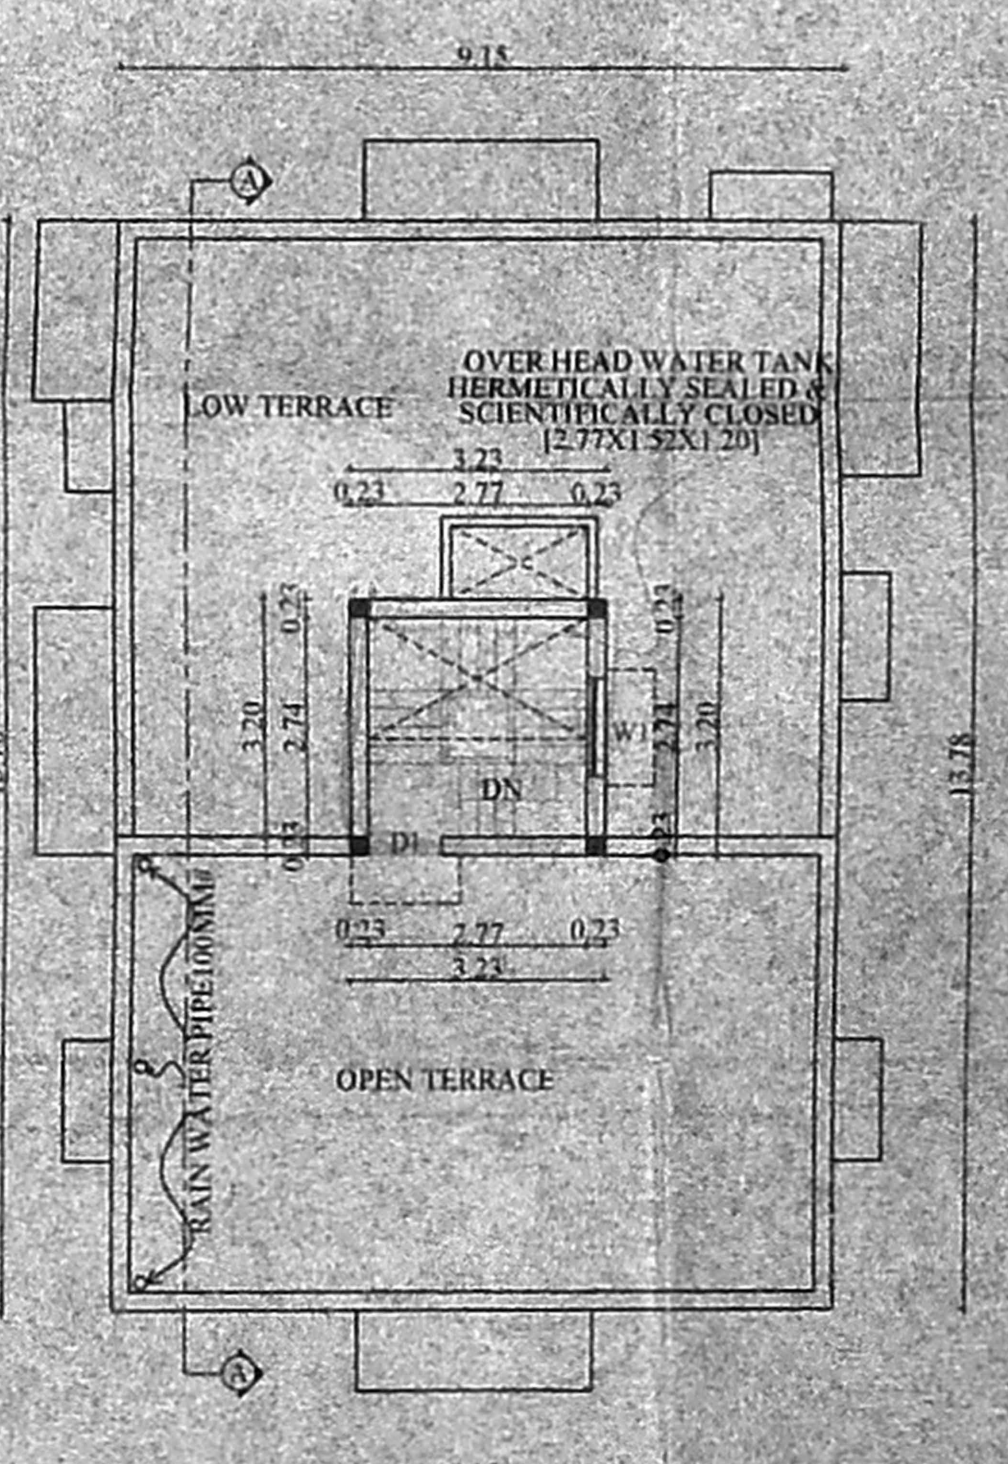 9.15
A
OVER HEAD WATER TANK
HERMETICALLY SEALED &
SCIENTIFICALLY CLOSED
[2.77X1.52X1.20]
LOW TERRACE
3.23
0.23 2.77 0.23
0.23
0.23
3.20
2.74
W1
2.74
3.20
13.78
DN
D1
0.23
23
RAIN WATER PIPE100MM
0.23 2.77 0.23
3.23
OPEN TERRACE
A